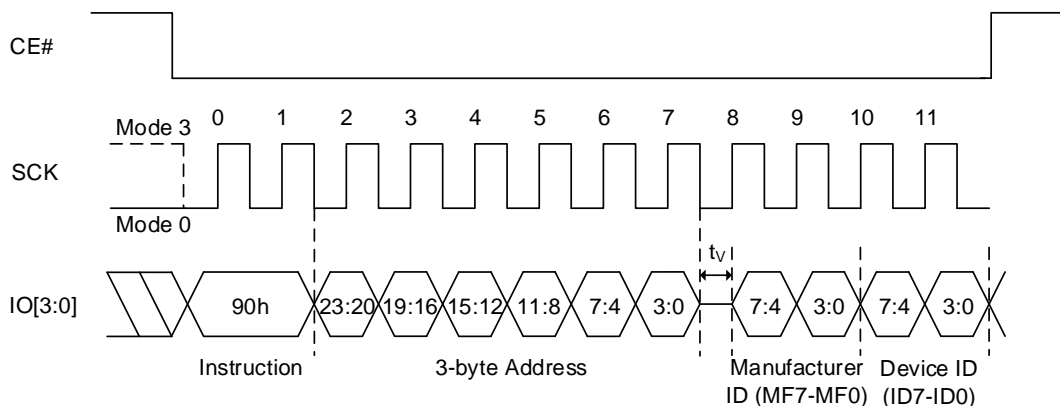 CE#
0 1 2 3 4 5 6 7 8 9 10 11
Mode 3
SCK
Mode 0
tV
IO[3:0] 90h 23:20 19:16 15:12 11:8 7:4 3:0 7:4 3:0 7:4 3:0
Instruction 3-byte Address Manufacturer Device ID
ID (MF7-MF0) (ID7-ID0)